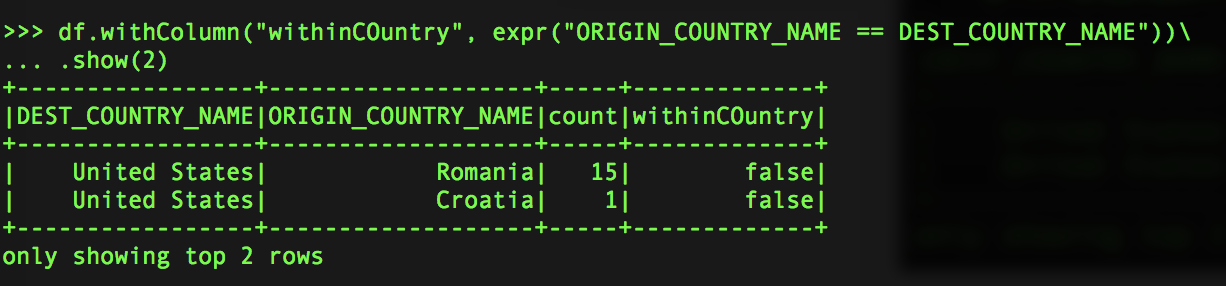 >>> df.withColumn("withinCOuntry", expr("ORIGIN_COUNTRY_NAME == DEST_COUNTRY_NAME"))\
... .show(2)
+-----------------+-------------------+-----+-------------+
|DEST_COUNTRY_NAME|ORIGIN_COUNTRY_NAME|count|withinCOuntry|
+-----------------+-------------------+-----+-------------+
|    United States|            Romania|   15|        false|
|    United States|            Croatia|    1|        false|
+-----------------+-------------------+-----+-------------+
only showing top 2 rows